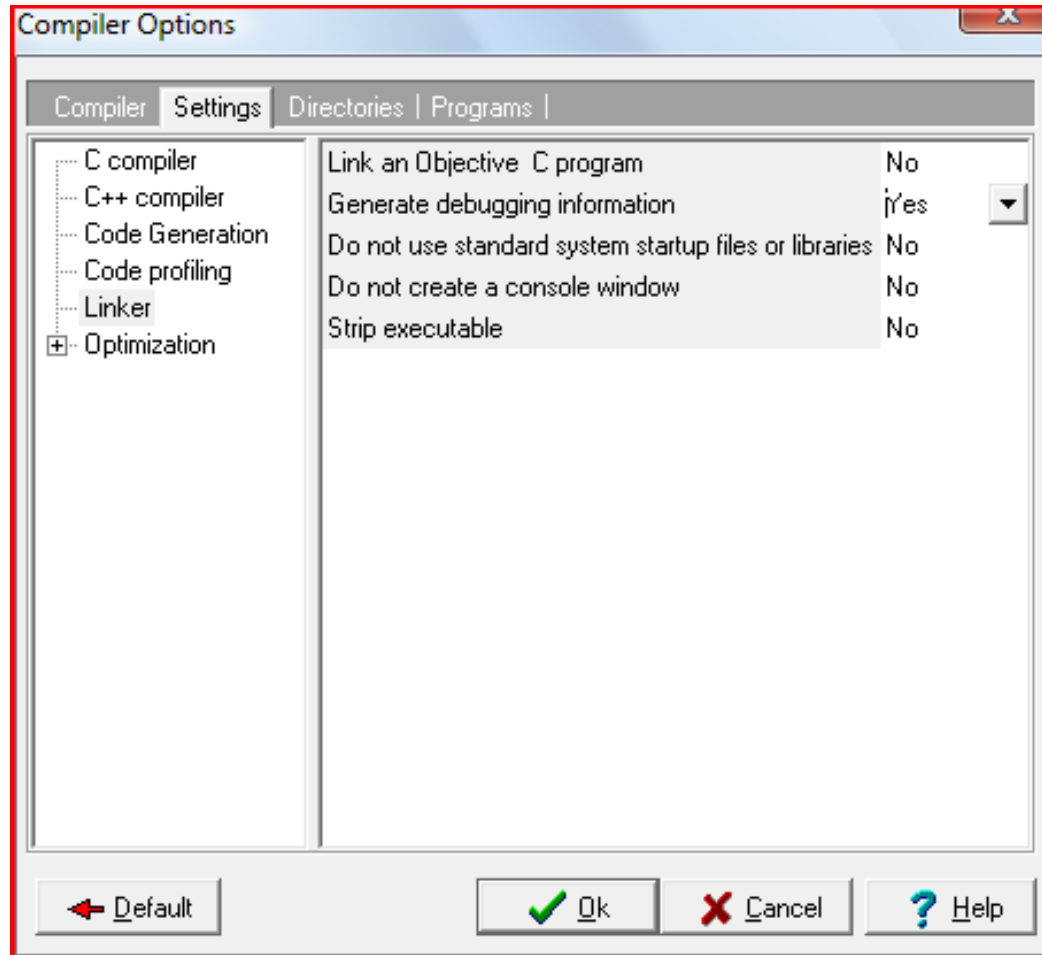 Compiler Options
Compiler Settings Directories | Programs |
C compiler
C++ compiler
Code Generation
Code profiling
Linker
Optimization
Link an Objective C program No
Generate debugging information Yes
Do not use standard system startup files or libraries No
Do not create a console window No
Strip executable No
Default Ok Cancel Help